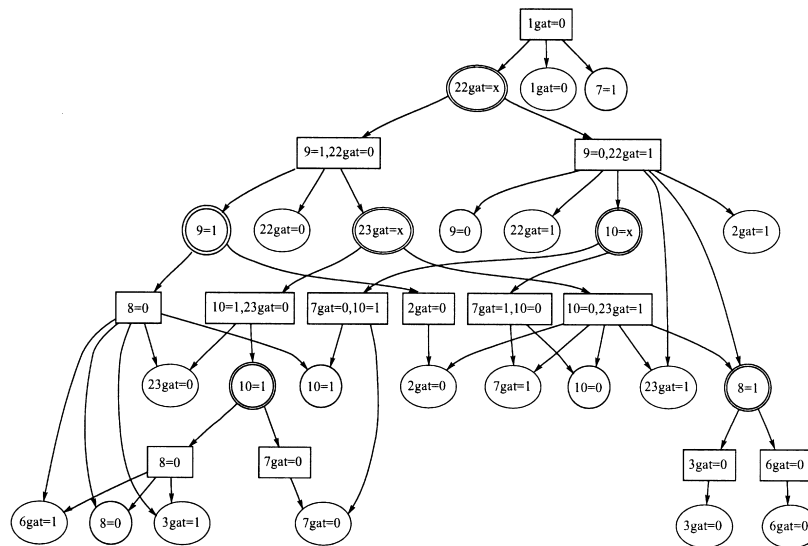 1gat=0
22gat=x
1gat=0
7=1
9=1,22gat=0
9=0,22gat=1
9=1
22gat=0
23gat=x
9=0
22gat=1
10=x
2gat=1
8=0
10=1,23gat=0
7gat=0,10=1
2gat=0
7gat=1,10=0
10=0,23gat=1
23gat=0
10=1
10=1
2gat=0
7gat=1
10=0
23gat=1
8=1
8=0
7gat=0
3gat=0
6gat=0
6gat=1
8=0
3gat=1
7gat=0
3gat=0
6gat=0